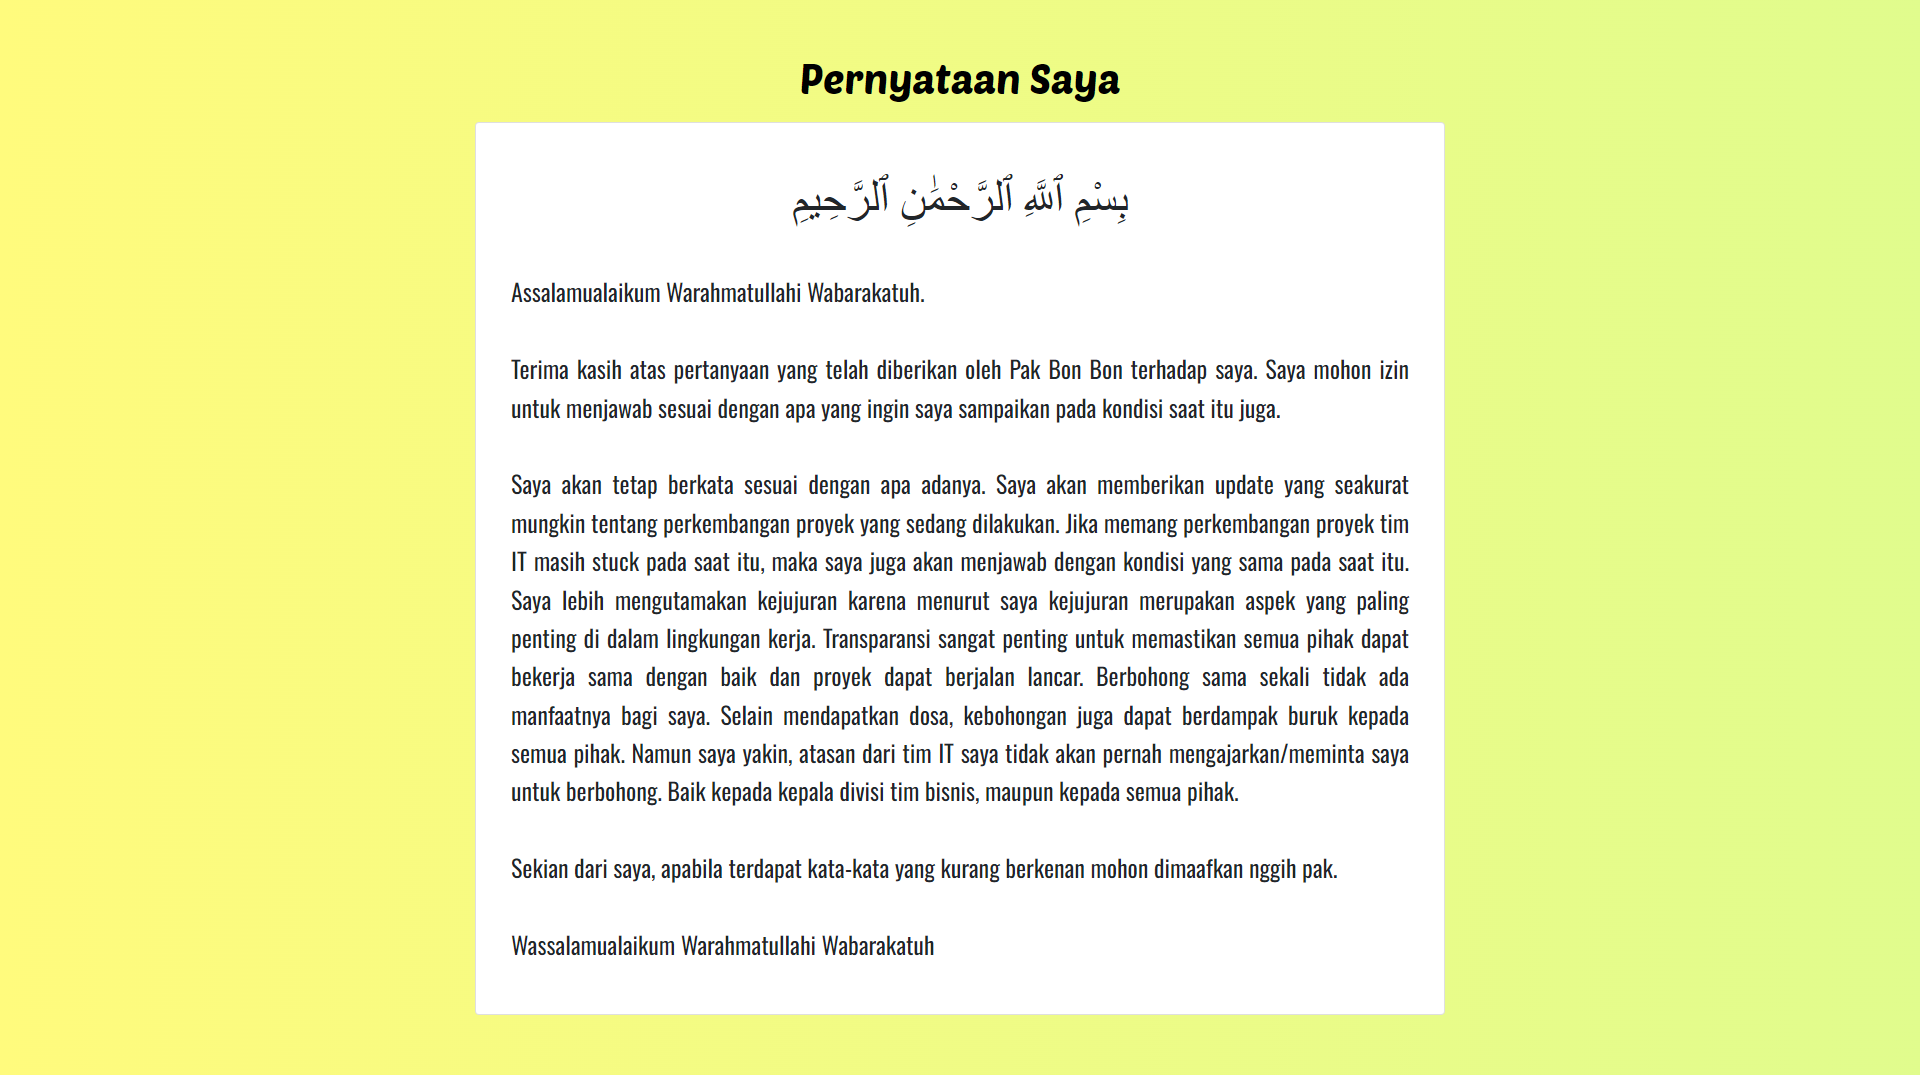 Pernyataan Saya
بِسْمِ ٱللَّهِ ٱلرَّحْمَٰنِ ٱلرَّحِيمِ
Assalamualaikum Warahmatullahi Wabarakatuh.
Terima kasih atas pertanyaan yang telah diberikan oleh Pak Bon Bon terhadap saya. Saya mohon izin
untuk menjawab sesuai dengan apa yang ingin saya sampaikan pada kondisi saat itu juga.
Saya akan tetap berkata sesuai dengan apa adanya. Saya akan memberikan update yang seakurat
mungkin tentang perkembangan proyek yang sedang dilakukan. Jika memang perkembangan proyek tim
IT masih stuck pada saat itu, maka saya juga akan menjawab dengan kondisi yang sama pada saat itu.
Saya lebih mengutamakan kejujuran karena menurut saya kejujuran merupakan aspek yang paling
penting di dalam lingkungan kerja. Transparansi sangat penting untuk memastikan semua pihak dapat
bekerja sama dengan baik dan proyek dapat berjalan lancar. Berbohong sama sekali tidak ada
manfaatnya bagi saya. Selain mendapatkan dosa, kebohongan juga dapat berdampak buruk kepada
semua pihak. Namun saya yakin, atasan dari tim IT saya tidak akan pernah mengajarkan/meminta saya
untuk berbohong. Baik kepada kepala divisi tim bisnis, maupun kepada semua pihak.
Sekian dari saya, apabila terdapat kata-kata yang kurang berkenan mohon dimaafkan nggih pak.
Wassalamualaikum Warahmatullahi Wabarakatuh